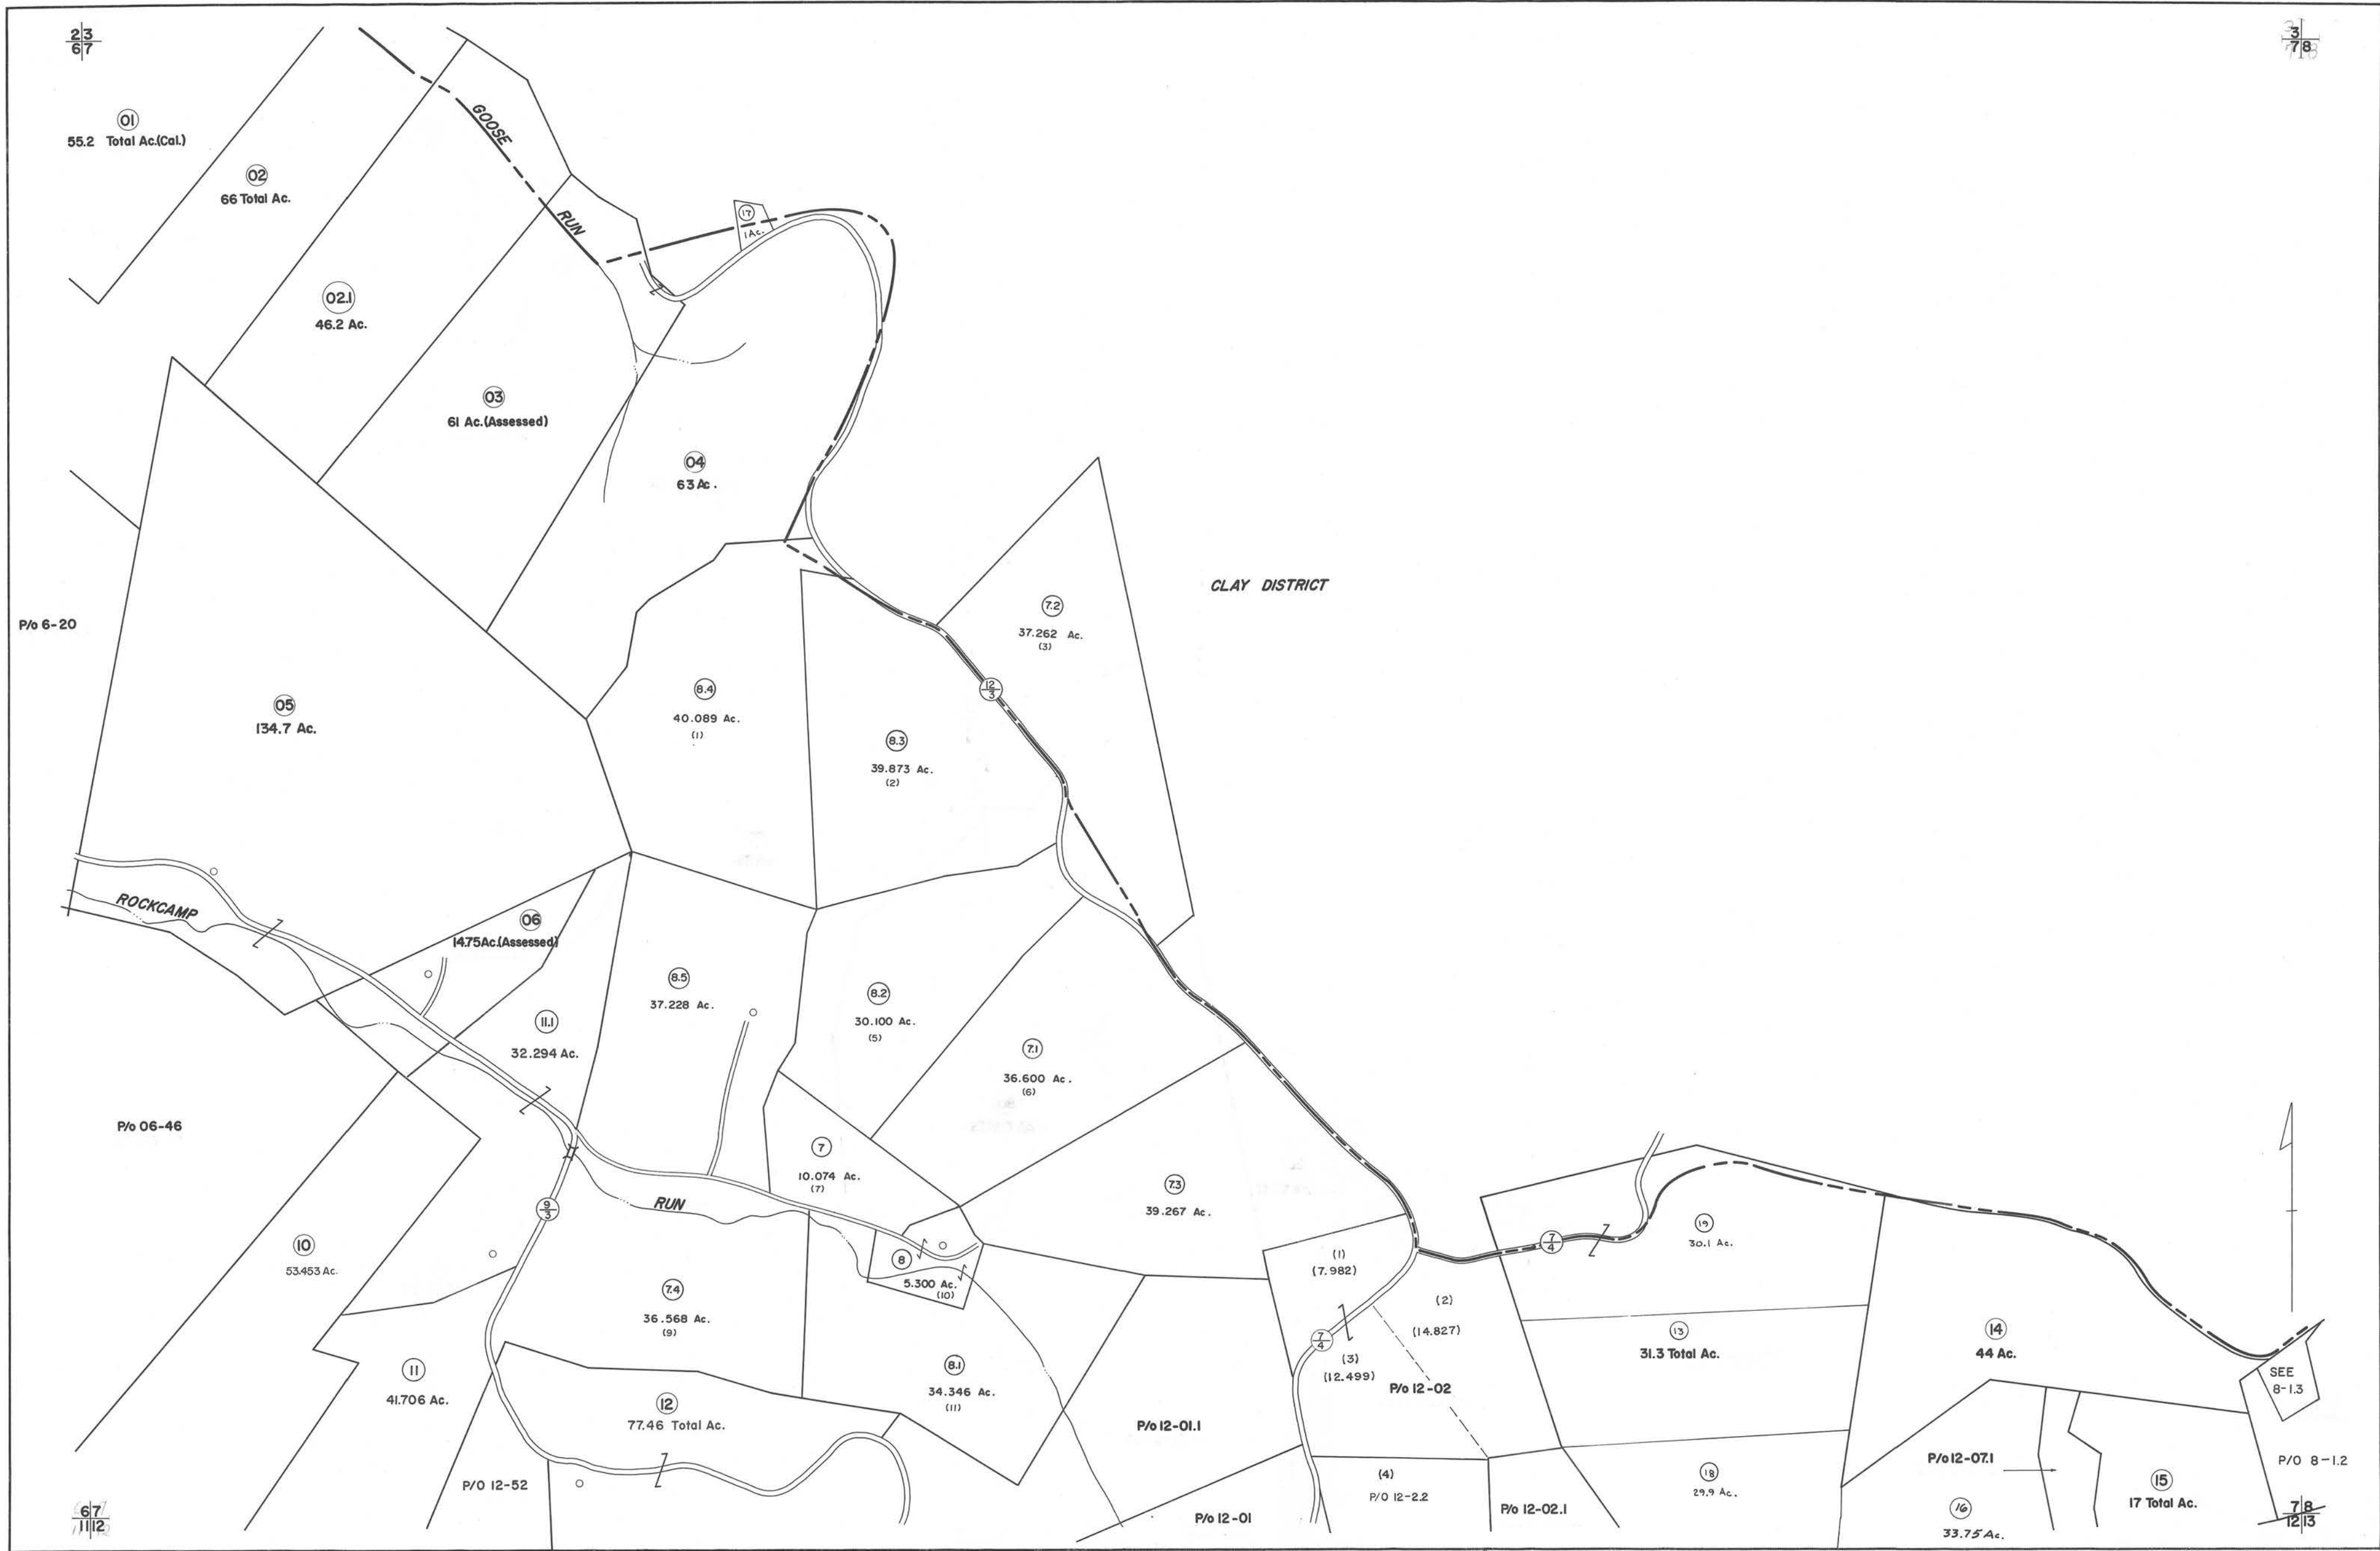 2 3
6 7
3
7 8
01
55.2 Total Ac.(Cal.)
02
66 Total Ac.
GOOSE
RUN
17
1 Ac.
02.1
46.2 Ac.
03
61 Ac.(Assessed)
04
63 Ac.
CLAY DISTRICT
7.2
37.262 Ac.
(3)
P/o 6-20
12
3
05
134.7 Ac.
8.4
40.089 Ac.
(1)
8.3
39.873 Ac.
(2)
ROCKCAMP
06
14.75Ac.(Assessed)
8.5
37.228 Ac.
8.2
30.100 Ac.
(5)
11.1
32.294 Ac.
7.1
36.600 Ac.
(6)
P/o 06-46
7
10.074 Ac.
(7)
7.3
39.267 Ac.
RUN
9
3
10
53.453 Ac.
8
5.300 Ac.
(10)
(1)
(7.982)
7
4
19
30.1 Ac.
7.4
36.568 Ac.
(9)
(2)
(14.827)
7
4
13
31.3 Total Ac.
14
44 Ac.
(3)
(12.499)
P/o 12-02
SEE
8-1.3
11
41.706 Ac.
8.1
34.346 Ac.
(11)
12
77.46 Total Ac.
P/o 12-01.1
P/o 12-07.1
P/O 8-1.2
P/O 12-52
(4)
P/O 12-2.2
18
29.9 Ac.
15
17 Total Ac.
P/o 12-01
P/o 12-02.1
16
33.75 Ac.
6 7
11 12
7 8
12 13